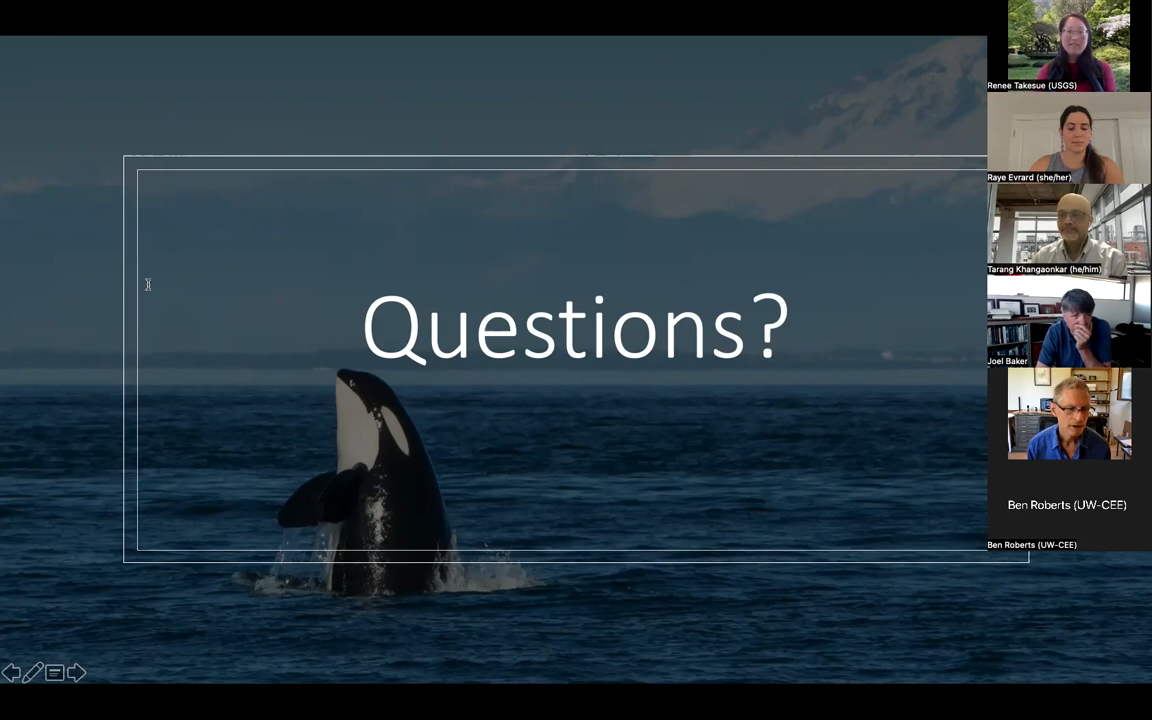 Questions?
Renee Takesue (USGS)
Raye Evrard (she/her)
Tarang Khangaonkar (he/him)
Joel Baker
Ben Roberts (UW-CEE)
Ben Roberts (UW-CEE)